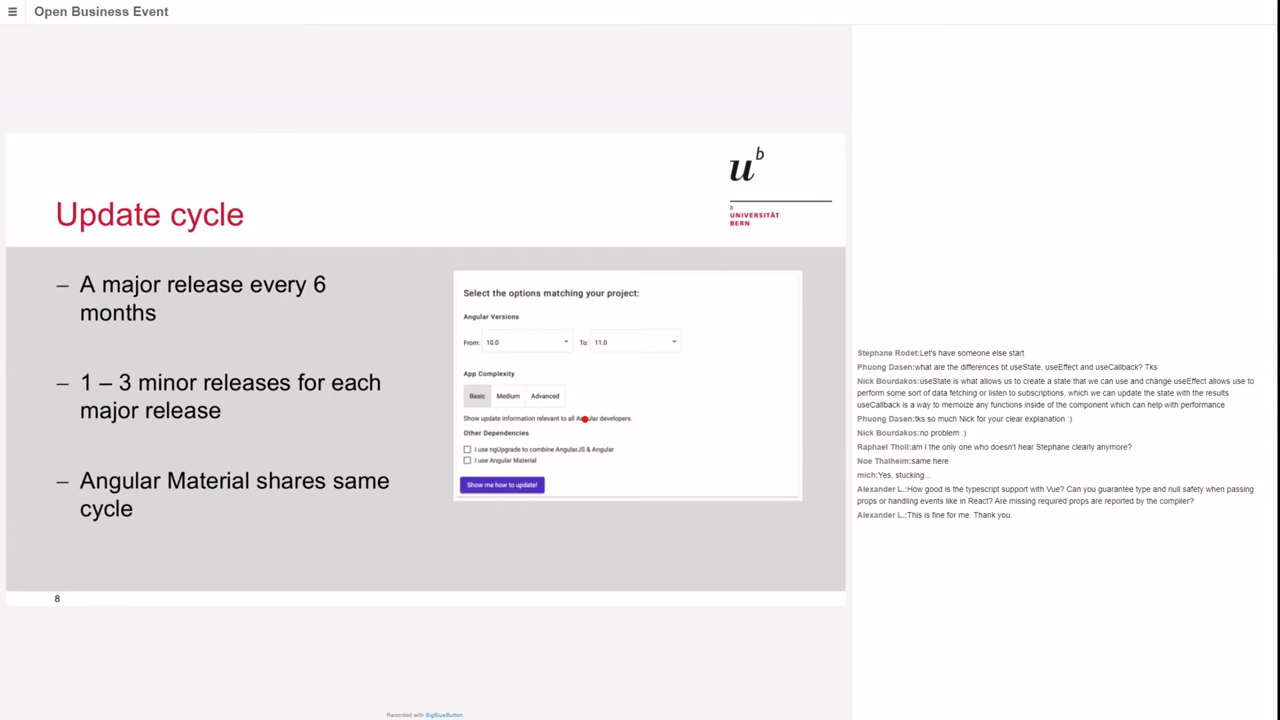 Open Business Event
u
b
b
UNIVERSITÄT
BERN
Update cycle
– A major release every 6
months
– 1 – 3 minor releases for each
major release
– Angular Material shares same
cycle
Select the options matching your project:
Angular Versions
From: 10.0 To: 11.0
App Complexity
Basic Medium Advanced
Show update information relevant to all Angular developers.
Other Dependencies
I use ngUpgrade to combine AngularJS & Angular
I use Angular Material
Show me how to update!
8
Stephane Rodet:Let's have someone else start
Phuong Dasen:what are the differences bt useState, useEffect and useCallback? Tks
Nick Bourdakos:useState is what allows us to create a state that we can use and change useEffect allows use to
perform some sort of data fetching or listen to subscriptions, which we can update the state with the results
useCallback is a way to memoize any functions inside of the component which can help with performance
Phuong Dasen:tks so much Nick for your clear explanation :)
Nick Bourdakos:no problem :)
Raphael Tholl:am I the only one who doesn't hear Stephane clearly anymore?
Noe Thalheim:same here
mich:Yes, stucking...
Alexander L.:How good is the typescript support with Vue? Can you guarantee type and null safety when passing
props or handling events like in React? Are missing required props are reported by the compiler?
Alexander L.:This is fine for me. Thank you.
Recorded with BigBlueButton.